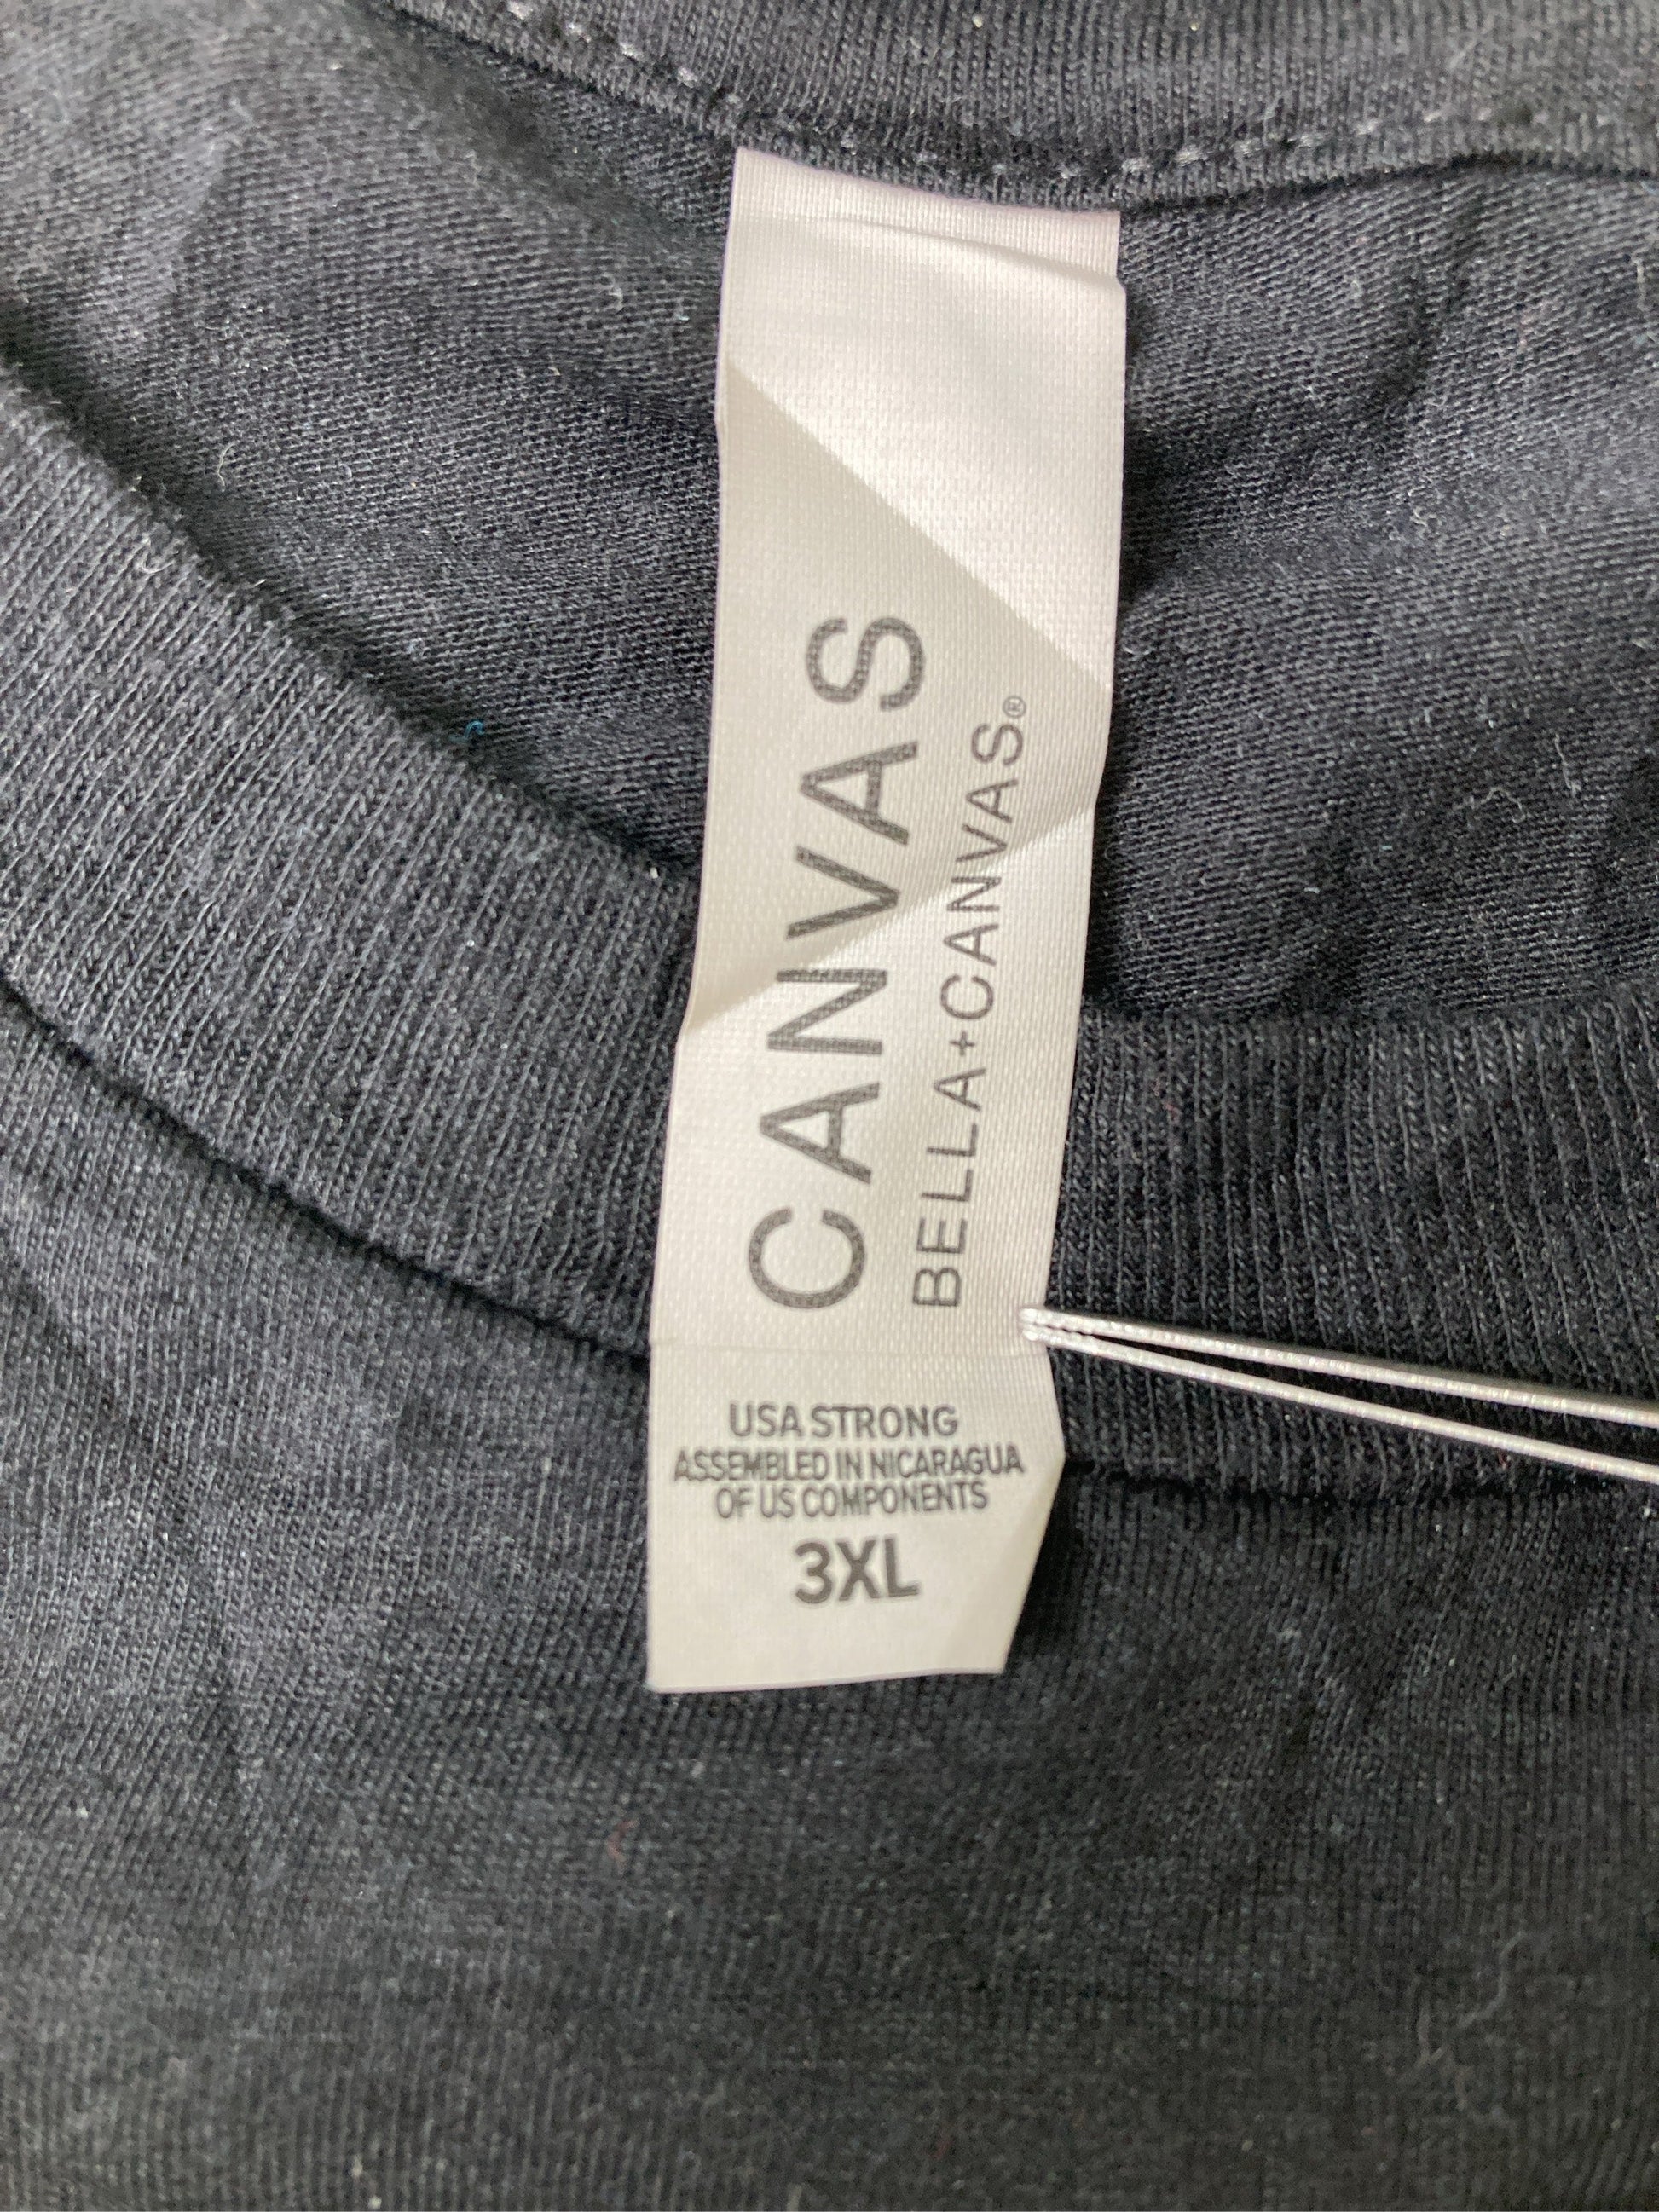 CANVAS
BELLA+CANVAS®
USA STRONG
ASSEMBLED IN NICARAGUA
OF US COMPONENTS
3XL